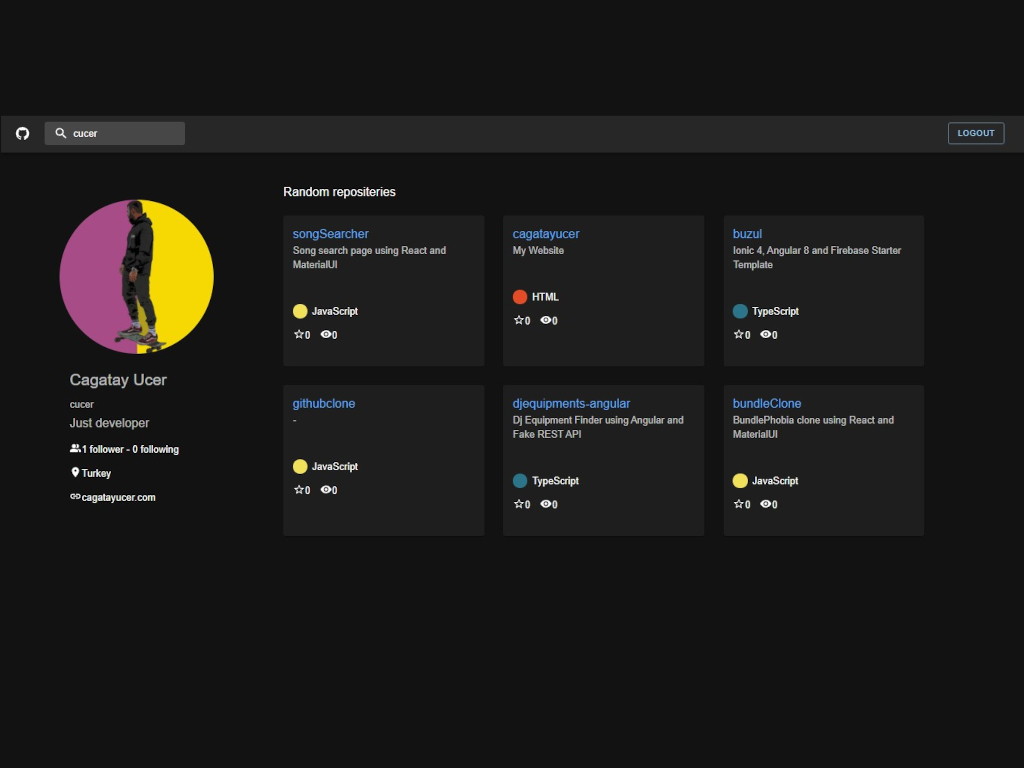 cucer
LOGOUT
Cagatay Ucer
cucer
Just developer
1 follower - 0 following
Turkey
cagatayucer.com
Random repositeries
songSearcher
Song search page using React and
MaterialUI
JavaScript
0 0
cagatayucer
My Website
HTML
0 0
buzul
Ionic 4, Angular 8 and Firebase Starter
Template
TypeScript
0 0
githubclone
-
JavaScript
0 0
djequipments-angular
Dj Equipment Finder using Angular and
Fake REST API
TypeScript
0 0
bundleClone
BundlePhobia clone using React and
MaterialUI
JavaScript
0 0